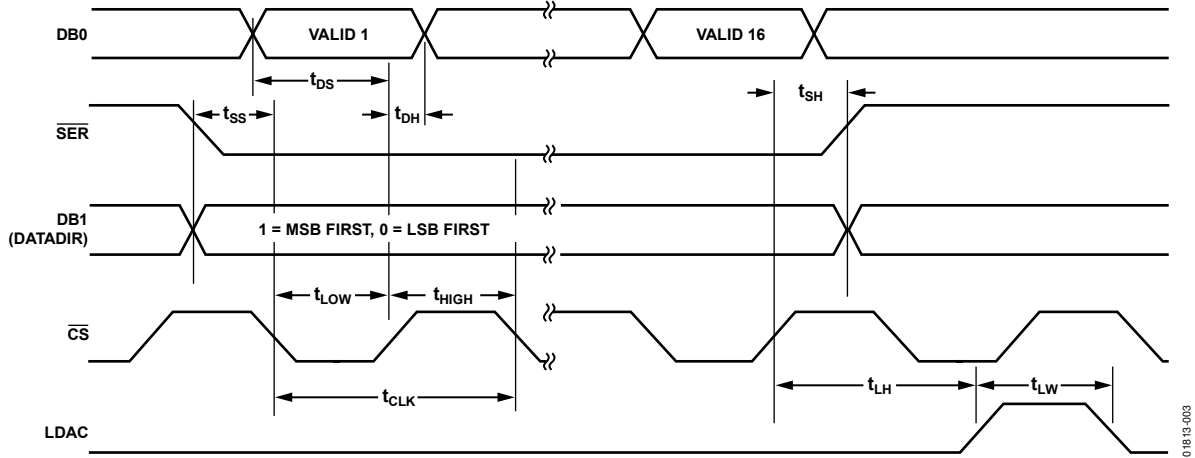 DB0
VALID 1
VALID 16
tDS
tSH
tSS
tDH
SER
DB1
(DATADIR)
1 = MSB FIRST, 0 = LSB FIRST
tLOW
tHIGH
CS
tCLK
tLH
tLW
LDAC
01813-003